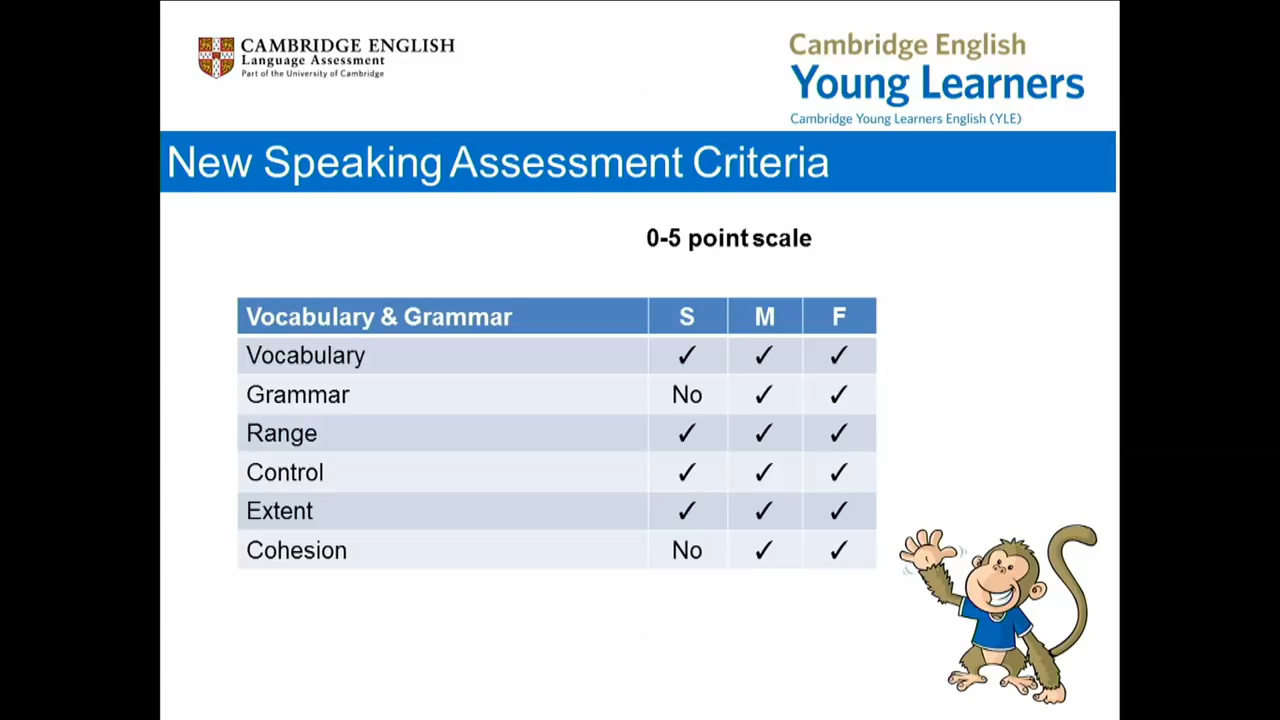 CAMBRIDGE ENGLISH
Language Assessment
Part of the University of Cambridge
Cambridge English
Young Learners
Cambridge Young Learners English (YLE)
New Speaking Assessment Criteria
0-5 point scale
Vocabulary & Grammar S M F
Vocabulary ✓ ✓ ✓
Grammar No ✓ ✓
Range ✓ ✓ ✓
Control ✓ ✓ ✓
Extent ✓ ✓ ✓
Cohesion No ✓ ✓